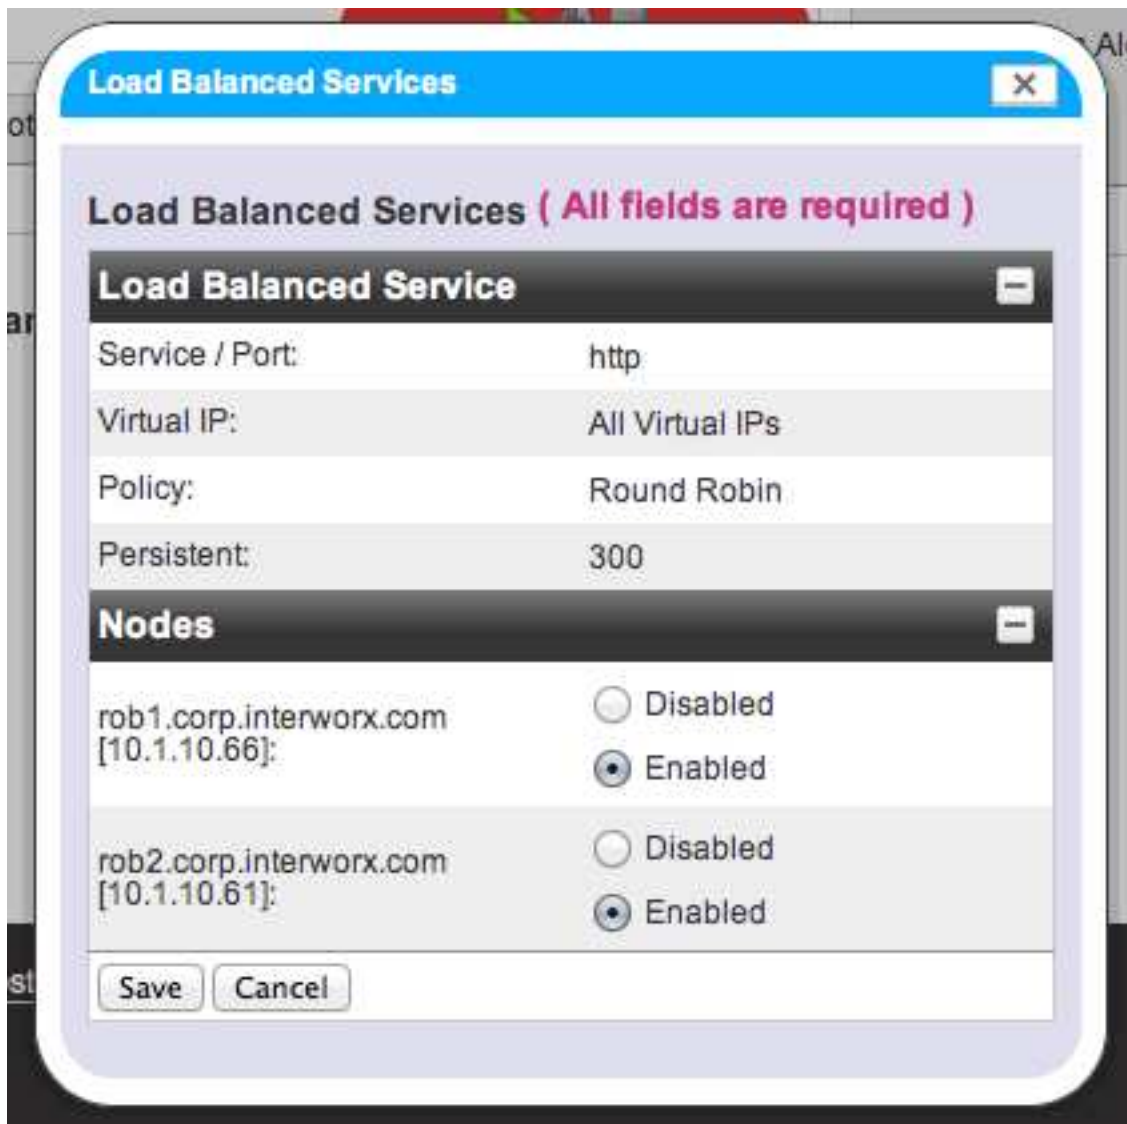 Load Balanced Services
Load Balanced Services ( All fields are required )
Load Balanced Service
Service / Port: http
Virtual IP: All Virtual IPs
Policy: Round Robin
Persistent: 300
Nodes
rob1.corp.interworx.com
[10.1.10.66]:
Disabled
Enabled
rob2.corp.interworx.com
[10.1.10.61]:
Disabled
Enabled
Save Cancel